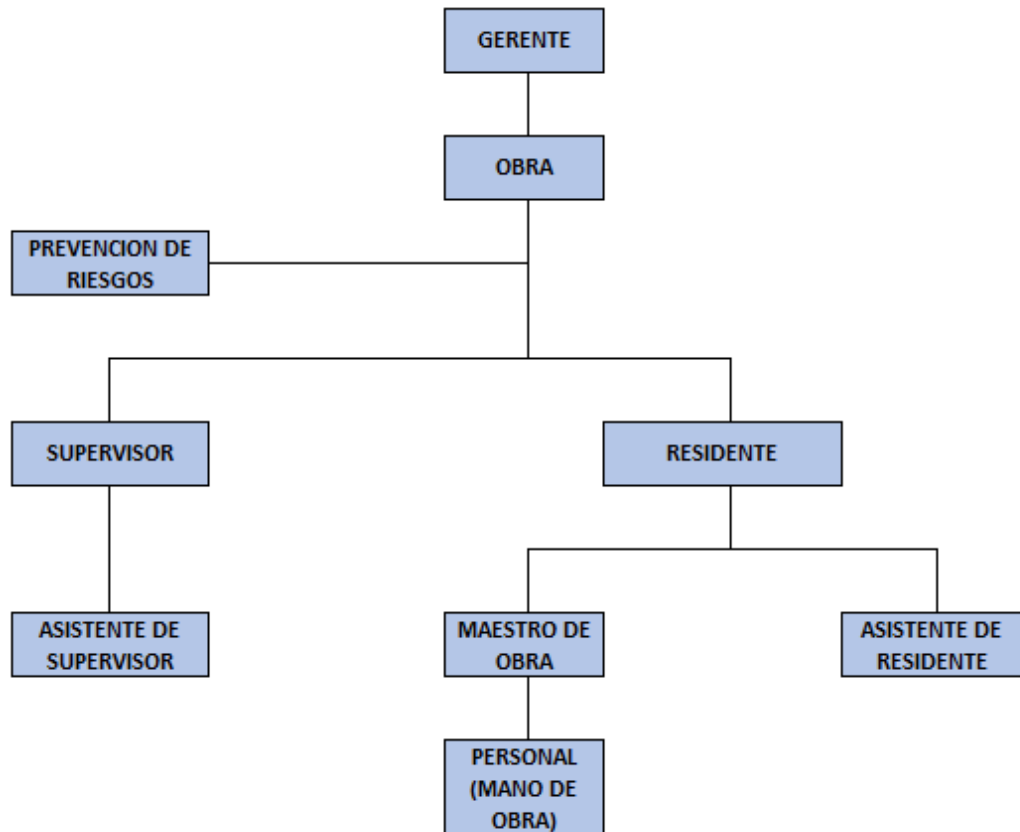 GERENTE
OBRA
PREVENCION DE
RIESGOS
SUPERVISOR
RESIDENTE
ASISTENTE DE
SUPERVISOR
MAESTRO DE
OBRA
ASISTENTE DE
RESIDENTE
PERSONAL
(MANO DE
OBRA)